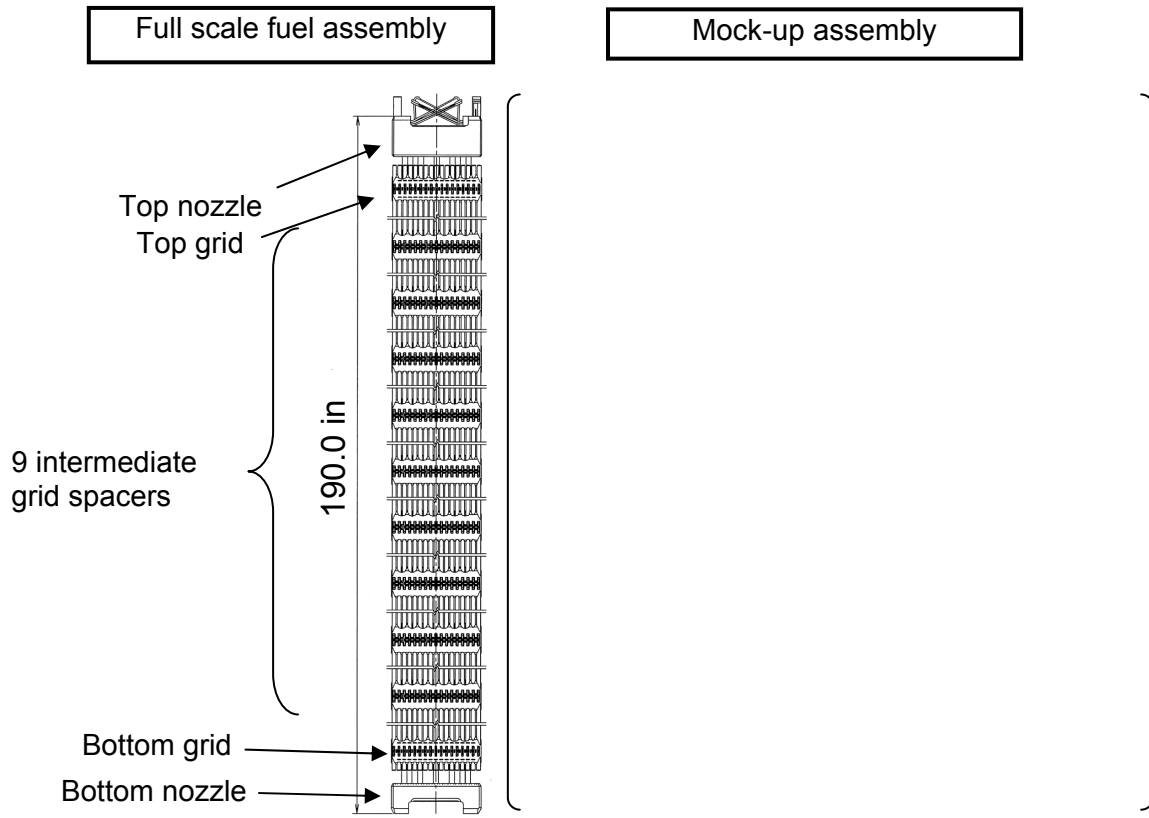 Full scale fuel assembly
Mock-up assembly
Top nozzle
Top grid
190.0 in
9 intermediate
grid spacers
Bottom grid
Bottom nozzle